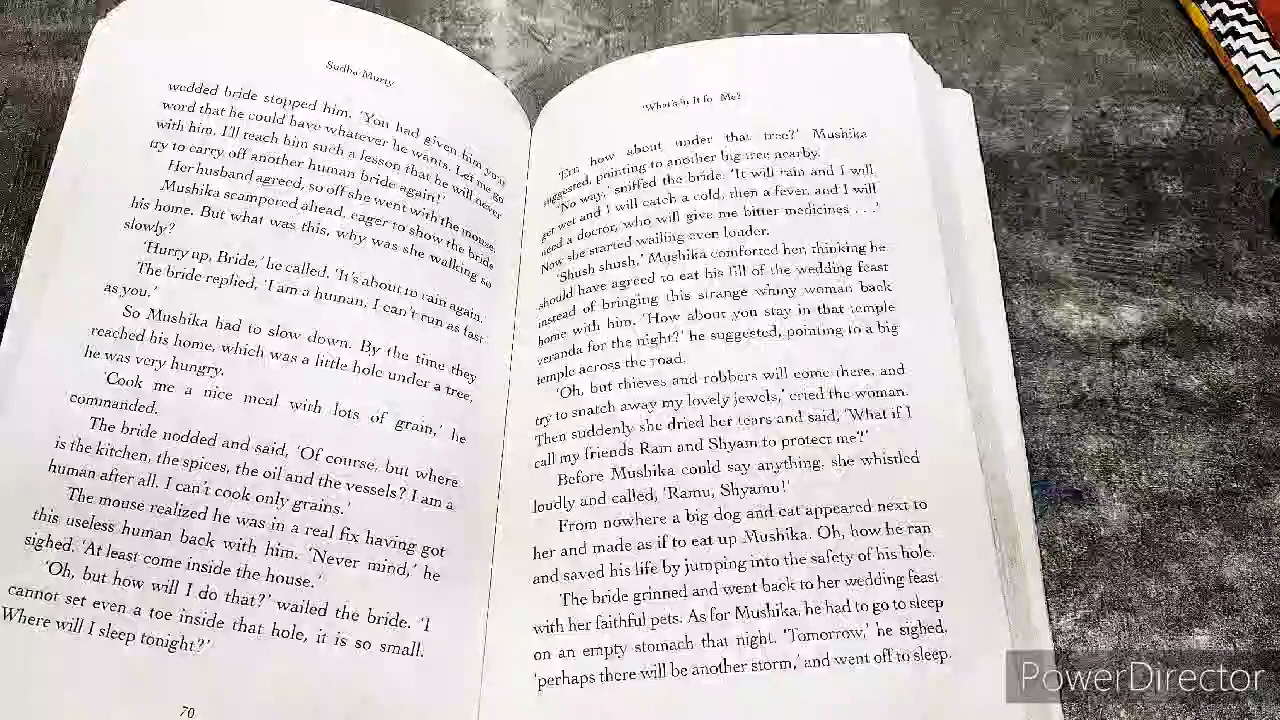 Sudha Murty
wedded bride stopped him. 'You had given him your
word that he could have whatever he wants. Let me go
with him. I'll teach him such a lesson that he will never
try to carry off another human bride again!'
Her husband agreed, so off she went with the mouse.
Mushika scampered ahead, eager to show the bride
his home. But what was this, why was she walking so
slowly?
'Hurry up, Bride,' he called. 'It's about to rain again.'
The bride replied, 'I am a human, I can't run as fast
as you.'
So Mushika had to slow down. By the time they
reached his home, which was a little hole under a tree,
he was very hungry.
'Cook me a nice meal with lots of grain,' he
commanded.
The bride nodded and said, 'Of course, but where
is the kitchen, the spices, the oil and the vessels? I am a
human after all. I can't cook only grains.'
The mouse realized he was in a real fix having got
this useless human back with him. 'Never mind,' he
sighed. 'At least come inside the house.'
'Oh, but how will I do that?' wailed the bride. 'I
cannot set even a toe inside that hole, it is so small.
Where will I sleep tonight?'
70
'What's in It for Me?'
how about under that tree?' Mushika
suggested, pointing to another big tree nearby.
'No way,' sniffed the bride. 'It will rain and I will
get wet and I will catch a cold, then a fever, and I will
need a doctor, who will give me bitter medicines . . .'
Now she started wailing even louder.
'Shush shush,' Mushika comforted her, thinking he
should have agreed to eat his fill of the wedding feast
instead of bringing this strange whiny woman back
home with him. 'How about you stay in that temple
veranda for the night?' he suggested, pointing to a big
temple across the road.
'Oh, but thieves and robbers will come there, and
try to snatch away my lovely jewels,' cried the woman.
Then suddenly she dried her tears and said, 'What if I
call my friends Ram and Shyam to protect me?'
Before Mushika could say anything, she whistled
loudly and called, 'Ramu, Shyamu!'
From nowhere a big dog and cat appeared next to
her and made as if to eat up Mushika. Oh, how he ran
and saved his life by jumping into the safety of his hole.
The bride grinned and went back to her wedding feast
with her faithful pets. As for Mushika, he had to go to sleep
on an empty stomach that night. 'Tomorrow,' he sighed,
'perhaps there will be another storm,' and went off to sleep.
PowerDirector